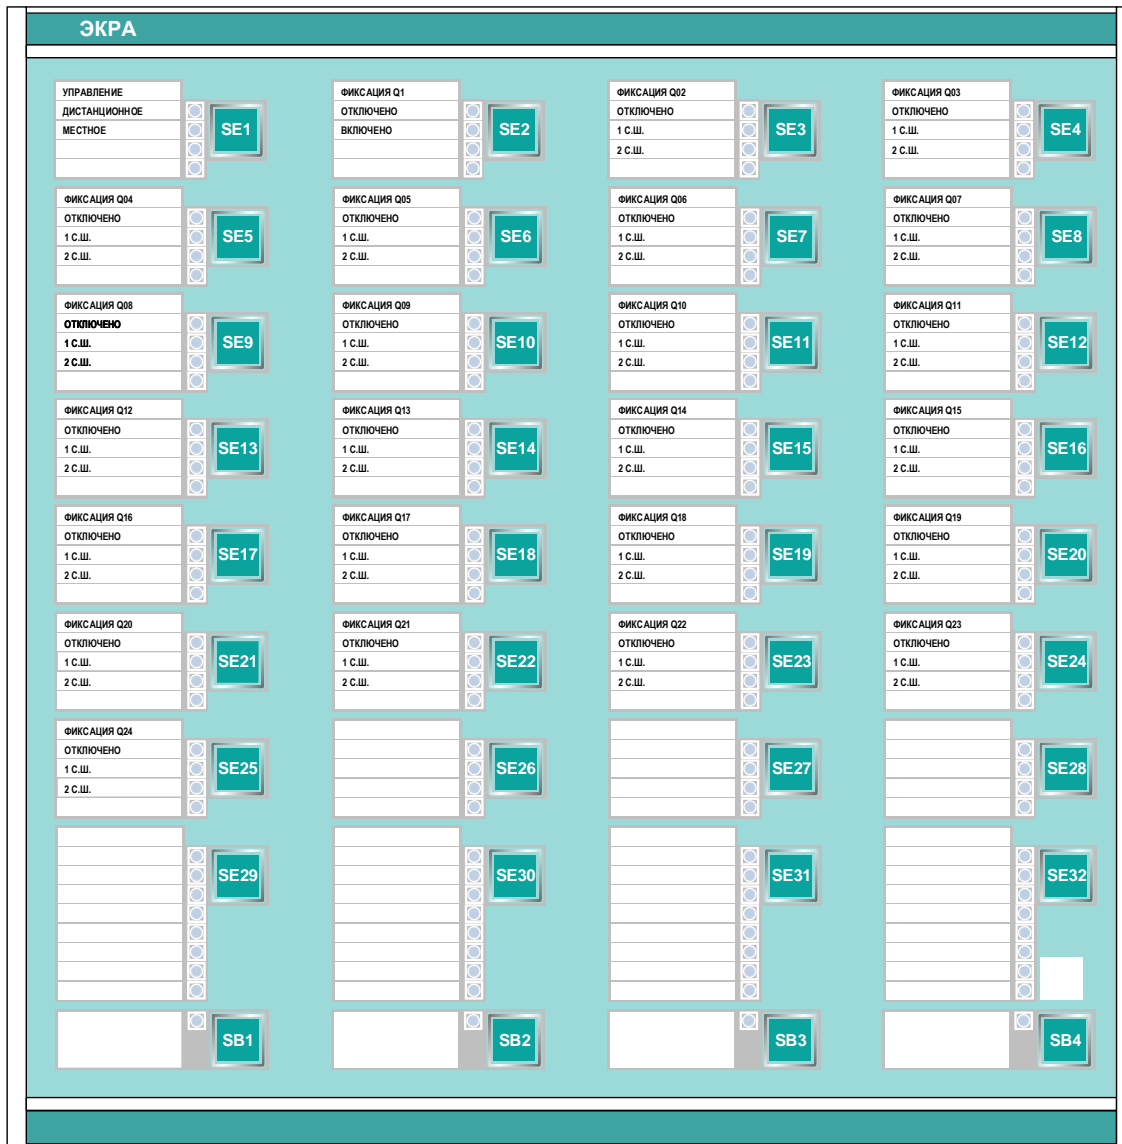 ЭКРА
УПРАВЛЕНИЕ
ДИСТАНЦИОННОЕ
МЕСТНОЕ
SE1
ФИКСАЦИЯ Q1
ОТКЛЮЧЕНО
ВКЛЮЧЕНО
SE2
ФИКСАЦИЯ Q02
ОТКЛЮЧЕНО
1 С.Ш.
2 С.Ш.
SE3
ФИКСАЦИЯ Q03
ОТКЛЮЧЕНО
1 С.Ш.
2 С.Ш.
SE4
ФИКСАЦИЯ Q04
ОТКЛЮЧЕНО
1 С.Ш.
2 С.Ш.
SE5
ФИКСАЦИЯ Q05
ОТКЛЮЧЕНО
1 С.Ш.
2 С.Ш.
SE6
ФИКСАЦИЯ Q06
ОТКЛЮЧЕНО
1 С.Ш.
2 С.Ш.
SE7
ФИКСАЦИЯ Q07
ОТКЛЮЧЕНО
1 С.Ш.
2 С.Ш.
SE8
ФИКСАЦИЯ Q08
ОТКЛЮЧЕНО
1 С.Ш.
2 С.Ш.
SE9
ФИКСАЦИЯ Q09
ОТКЛЮЧЕНО
1 С.Ш.
2 С.Ш.
SE10
ФИКСАЦИЯ Q10
ОТКЛЮЧЕНО
1 С.Ш.
2 С.Ш.
SE11
ФИКСАЦИЯ Q11
ОТКЛЮЧЕНО
1 С.Ш.
2 С.Ш.
SE12
ФИКСАЦИЯ Q12
ОТКЛЮЧЕНО
1 С.Ш.
2 С.Ш.
SE13
ФИКСАЦИЯ Q13
ОТКЛЮЧЕНО
1 С.Ш.
2 С.Ш.
SE14
ФИКСАЦИЯ Q14
ОТКЛЮЧЕНО
1 С.Ш.
2 С.Ш.
SE15
ФИКСАЦИЯ Q15
ОТКЛЮЧЕНО
1 С.Ш.
2 С.Ш.
SE16
ФИКСАЦИЯ Q16
ОТКЛЮЧЕНО
1 С.Ш.
2 С.Ш.
SE17
ФИКСАЦИЯ Q17
ОТКЛЮЧЕНО
1 С.Ш.
2 С.Ш.
SE18
ФИКСАЦИЯ Q18
ОТКЛЮЧЕНО
1 С.Ш.
2 С.Ш.
SE19
ФИКСАЦИЯ Q19
ОТКЛЮЧЕНО
1 С.Ш.
2 С.Ш.
SE20
ФИКСАЦИЯ Q20
ОТКЛЮЧЕНО
1 С.Ш.
2 С.Ш.
SE21
ФИКСАЦИЯ Q21
ОТКЛЮЧЕНО
1 С.Ш.
2 С.Ш.
SE22
ФИКСАЦИЯ Q22
ОТКЛЮЧЕНО
1 С.Ш.
2 С.Ш.
SE23
ФИКСАЦИЯ Q23
ОТКЛЮЧЕНО
1 С.Ш.
2 С.Ш.
SE24
ФИКСАЦИЯ Q24
ОТКЛЮЧЕНО
1 С.Ш.
2 С.Ш.
SE25
SE26
SE27
SE28
SE29
SE30
SE31
SE32
SB1
SB2
SB3
SB4